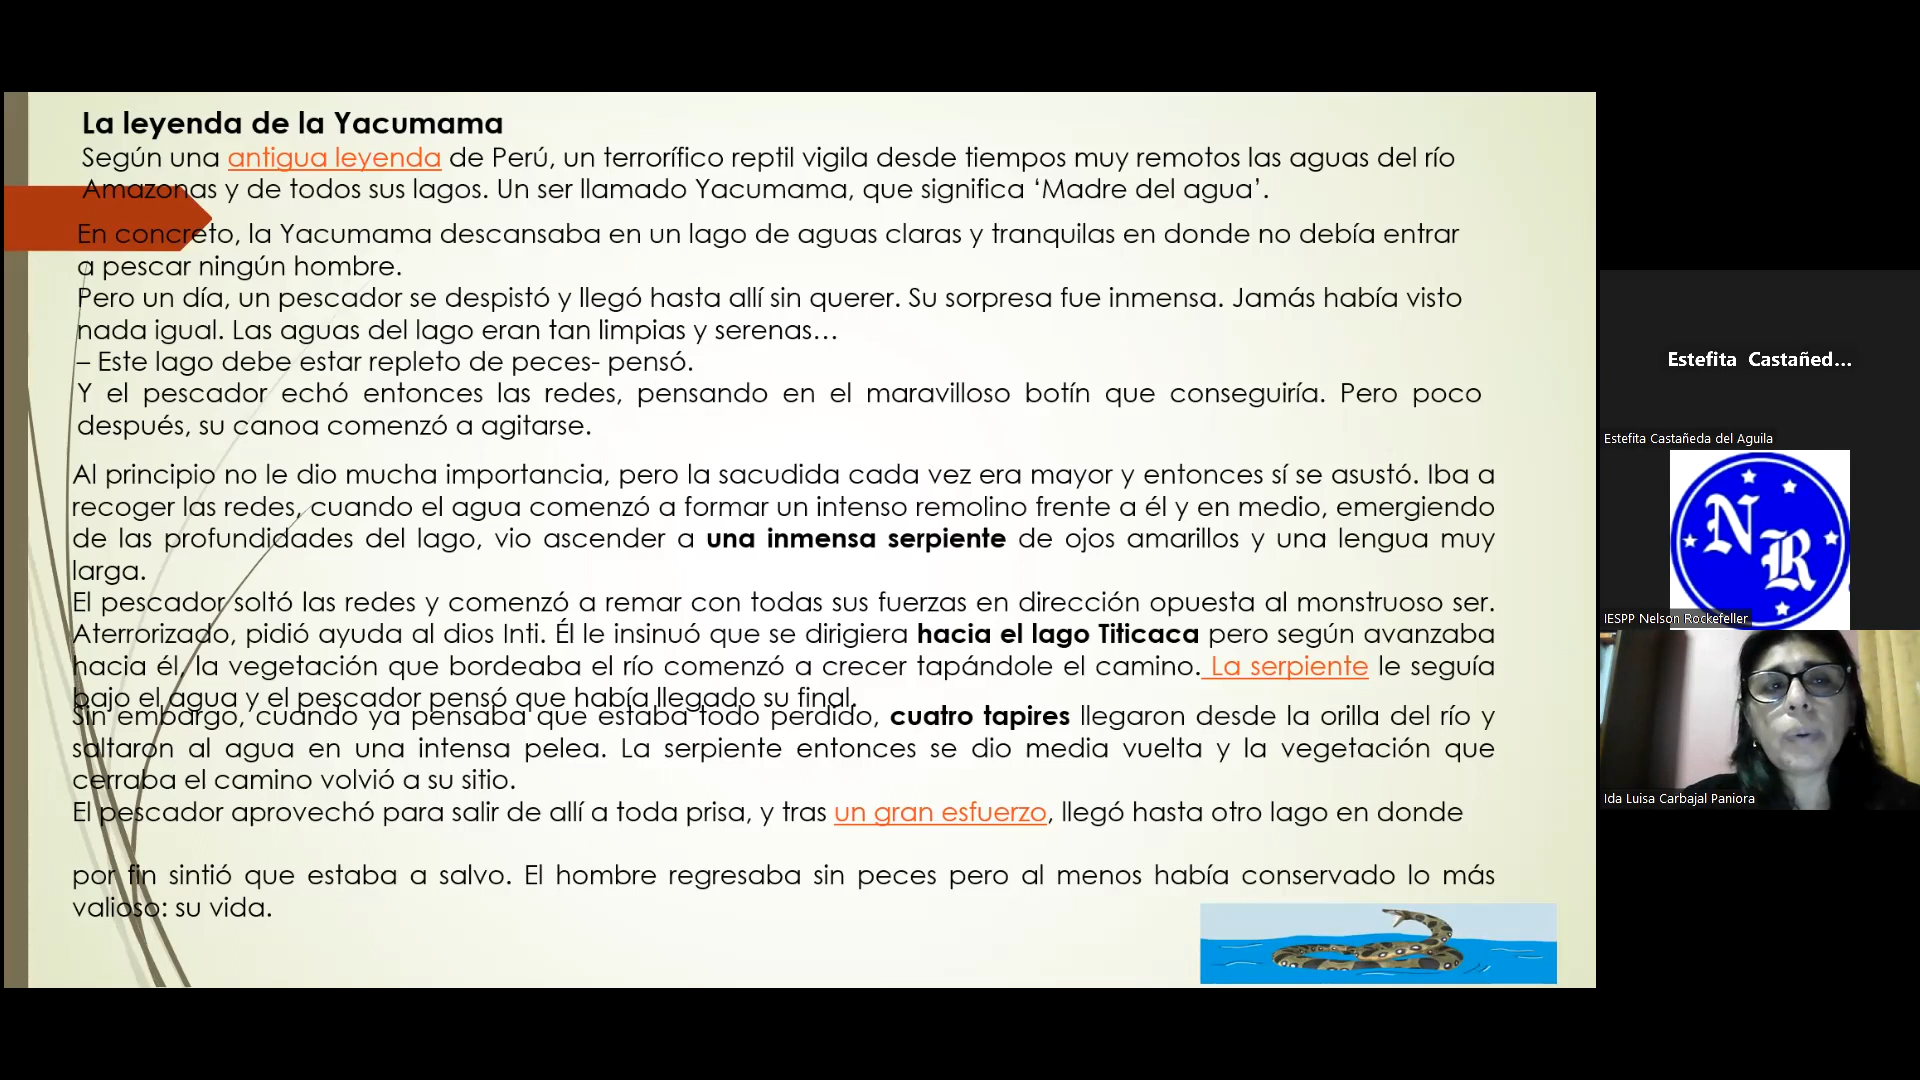 La leyenda de la Yacumama
Según una antigua leyenda de Perú, un terrorífico reptil vigila desde tiempos muy remotos las aguas del río
Amazonas y de todos sus lagos. Un ser llamado Yacumama, que significa ‘Madre del agua’.
En concreto, la Yacumama descansaba en un lago de aguas claras y tranquilas en donde no debía entrar
a pescar ningún hombre.
Pero un día, un pescador se despistó y llegó hasta allí sin querer. Su sorpresa fue inmensa. Jamás había visto
nada igual. Las aguas del lago eran tan limpias y serenas…
– Este lago debe estar repleto de peces- pensó.
Y el pescador echó entonces las redes, pensando en el maravilloso botín que conseguiría. Pero poco
después, su canoa comenzó a agitarse.
Al principio no le dio mucha importancia, pero la sacudida cada vez era mayor y entonces sí se asustó. Iba a
recoger las redes, cuando el agua comenzó a formar un intenso remolino frente a él y en medio, emergiendo
de las profundidades del lago, vio ascender a una inmensa serpiente de ojos amarillos y una lengua muy
larga.
El pescador soltó las redes y comenzó a remar con todas sus fuerzas en dirección opuesta al monstruoso ser.
Aterrorizado, pidió ayuda al dios Inti. Él le insinuó que se dirigiera hacia el lago Titicaca pero según avanzaba
hacia él, la vegetación que bordeaba el río comenzó a crecer tapándole el camino. La serpiente le seguía
bajo el agua y el pescador pensó que había llegado su final.
Sin embargo, cuando ya pensaba que estaba todo perdido, cuatro tapires llegaron desde la orilla del río y
saltaron al agua en una intensa pelea. La serpiente entonces se dio media vuelta y la vegetación que
cerraba el camino volvió a su sitio.
El pescador aprovechó para salir de allí a toda prisa, y tras un gran esfuerzo, llegó hasta otro lago en donde
por fin sintió que estaba a salvo. El hombre regresaba sin peces pero al menos había conservado lo más
valioso: su vida.
Estefita Castañed...
Estefita Castañeda del Aguila
NR
IESPP Nelson Rockefeller
Ida Luisa Carbajal Paniora